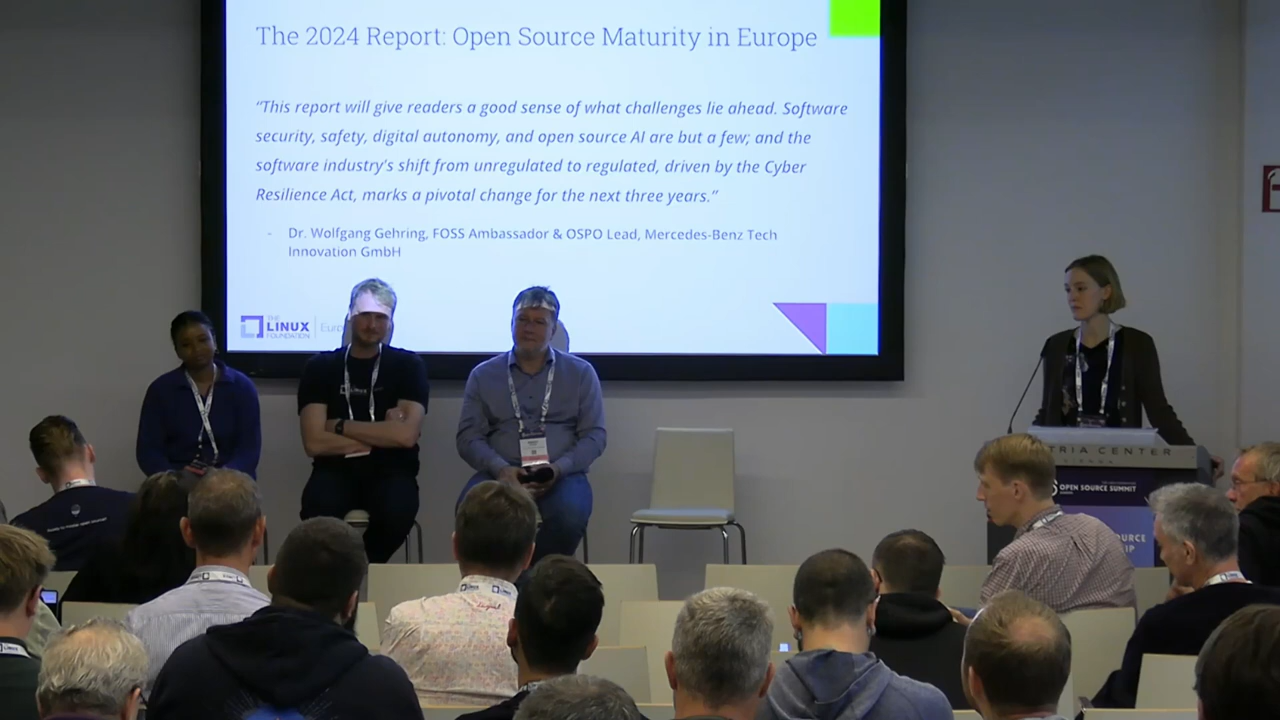 The 2024 Report: Open Source Maturity in Europe
“This report will give readers a good sense of what challenges lie ahead. Software
security, safety, digital autonomy, and open source AI are but a few; and the
software industry's shift from unregulated to regulated, driven by the Cyber
Resilience Act, marks a pivotal change for the next three years.”
- Dr. Wolfgang Gehring, FOSS Ambassador & OSPO Lead, Mercedes-Benz Tech
Innovation GmbH
THE
LINUX
FOUNDATION
TRIA CENTER
OPEN SOURCE SUMMIT